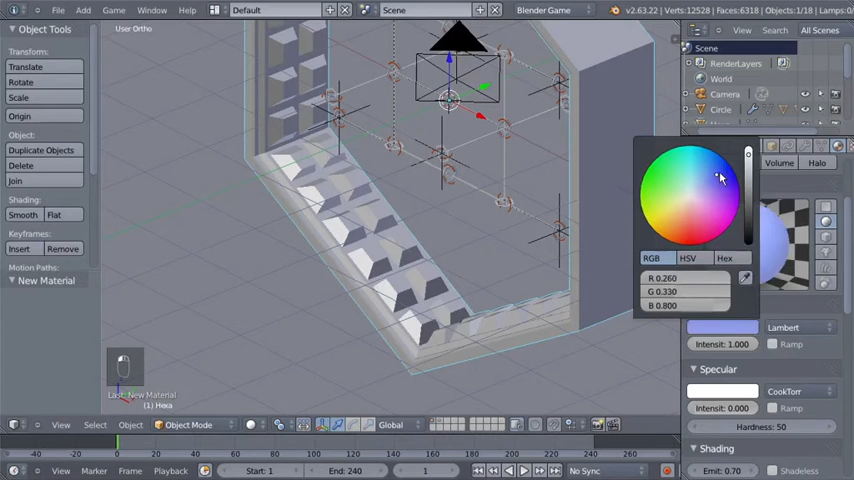 File Add Game Window Help Default Scene Blender Game v2.63.22 | Verts:12528 | Faces:6318 | Objects:1/18 | Lamps:0/
Object Tools
Transform:
Translate
Rotate
Scale
Origin
Object:
Duplicate Objects
Delete
Join
Shading:
Smooth Flat
Keyframes:
Insert Remove
Motion Paths:
New Material
User Ortho
Last: New Material
(1) Hexa
View Search All Scenes
Scene
RenderLayers
World
Camera
Circle
Volume Halo
RGB HSV Hex
R 0.260
G 0.330
B 0.800
Lambert
Intensit: 1.000 Ramp
Specular
CookTorr
Intensit: 0.000 Ramp
Hardness: 50
Shading
Emit: 0.70 Shadeless
View Select Object Object Mode Global
-40 -20 0 20 40 60 80 100 120 140 160 180 200 220 240 260 280
View Marker Frame Playback Start: 1 End: 240 1 No Sync